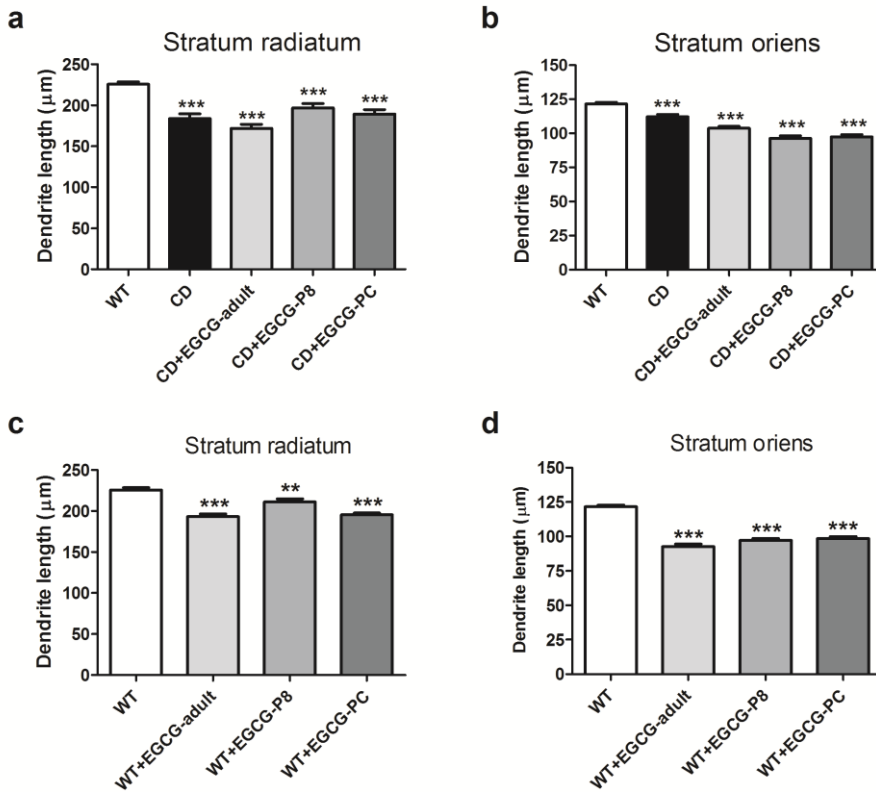 a
Stratum radiatum
Dendrite length (μm)
250
200
150
100
50
0
***
***
***
***
WT
CD
CD+EGCG-adult
CD+EGCG-P8
CD+EGCG-PC
b
Stratum oriens
Dendrite length (μm)
150
125
100
75
50
25
0
***
***
***
***
WT
CD
CD+EGCG-adult
CD+EGCG-P8
CD+EGCG-PC
c
Stratum radiatum
Dendrite length (μm)
250
200
150
100
50
0
***
**
***
WT
WT+EGCG-adult
WT+EGCG-P8
WT+EGCG-PC
d
Stratum oriens
Dendrite length (μm)
150
125
100
75
50
25
0
***
***
***
WT
WT+EGCG-adult
WT+EGCG-P8
WT+EGCG-PC